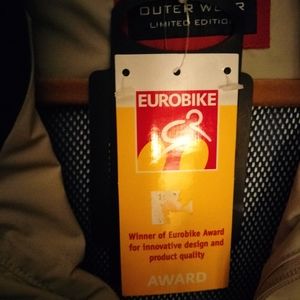 OUTER WEAR
LIMITED EDITION
EUROBIKE
Winner of Eurobike Award
for innovative design and
product quality
AWARD